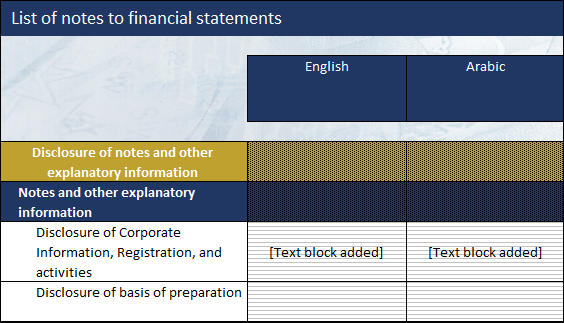 List of notes to financial statements
English
Arabic
Disclosure of notes and other
explanatory information
Notes and other explanatory
information
Disclosure of Corporate
Information, Registration, and
activities
[Text block added]
[Text block added]
Disclosure of basis of preparation